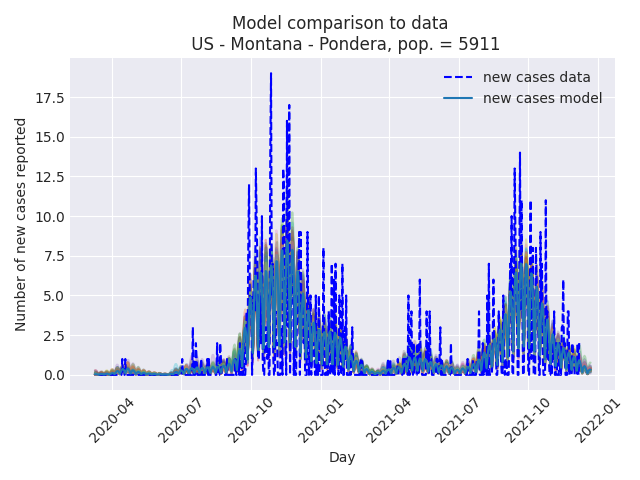 Model comparison to data
US - Montana - Pondera, pop. = 5911
new cases data
new cases model
Number of new cases reported
17.5
15.0
12.5
10.0
7.5
5.0
2.5
0.0
2020-04
2020-07
2020-10
2021-01
2021-04
2021-07
2021-10
2022-01
Day